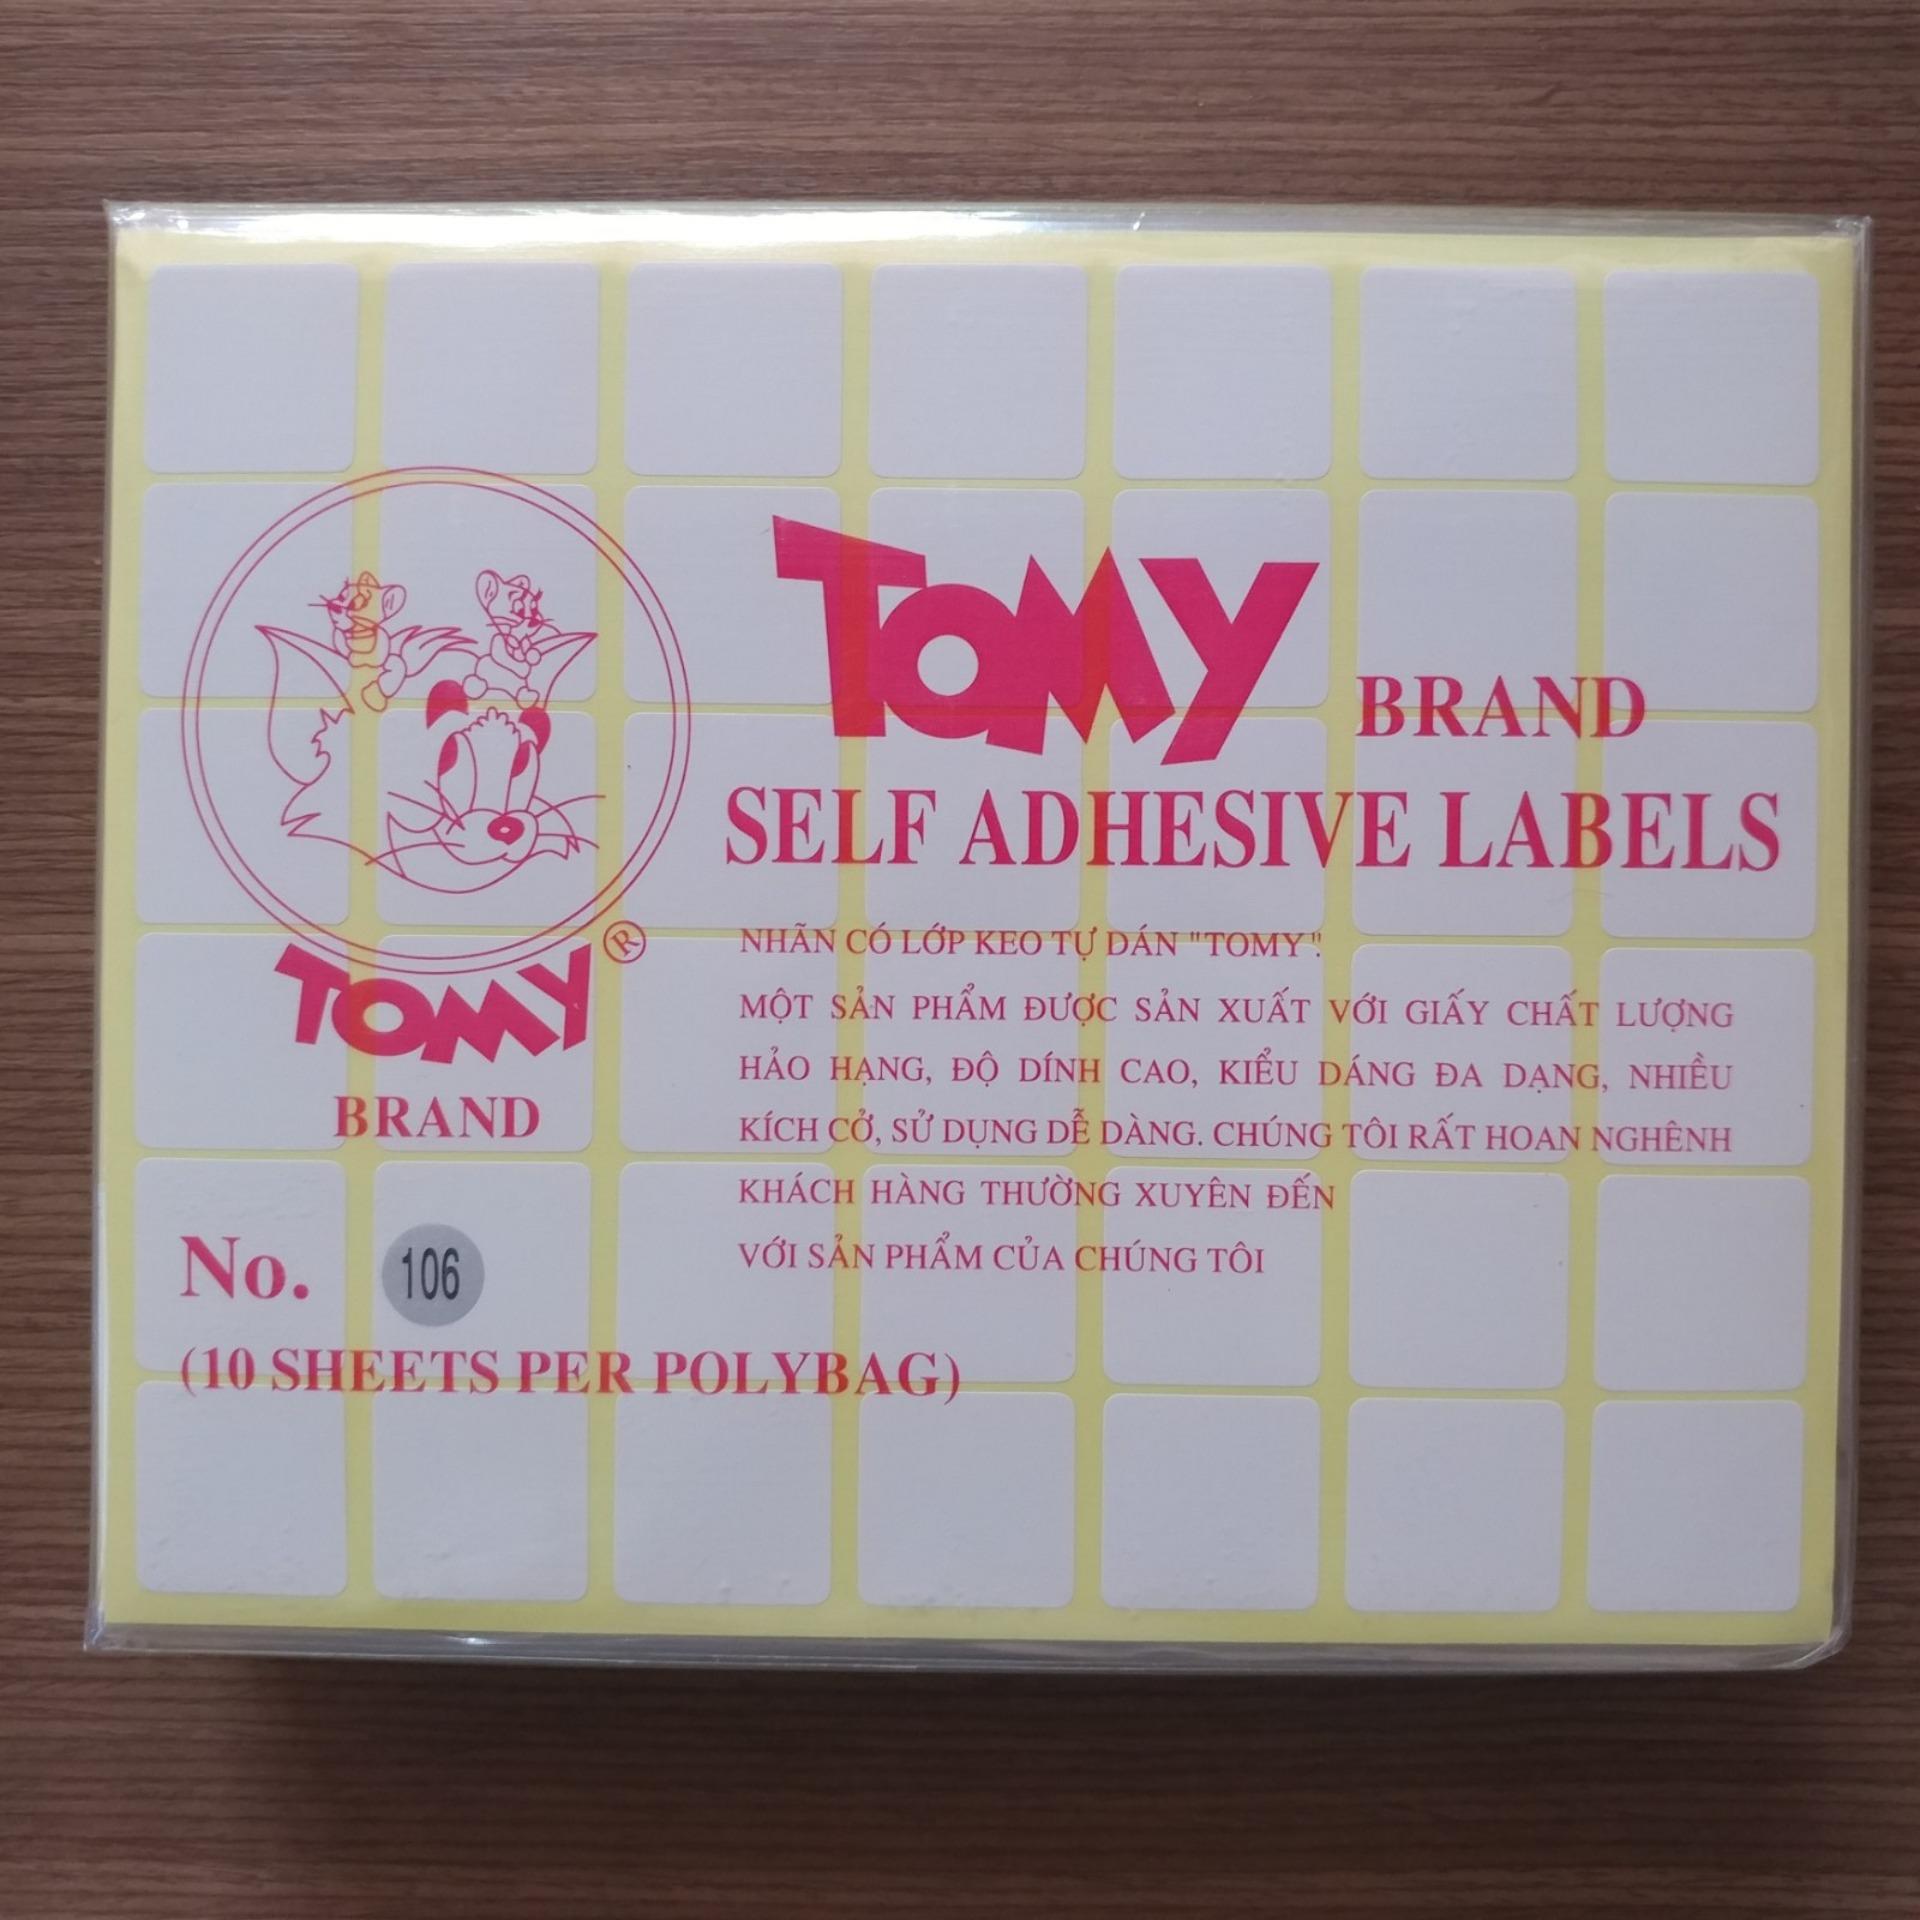 TOMY BRAND
SELF ADHESIVE LABELS
NHÃN CÓ LỚP KEO TỰ DÁN "TOMY".
MỘT SẢN PHẨM ĐƯỢC SẢN XUẤT VỚI GIẤY CHẤT LƯỢNG
HẢO HẠNG, ĐỘ DÍNH CAO, KIỂU DÁNG ĐA DẠNG, NHIỀU
KÍCH CỞ, SỬ DỤNG DỄ DÀNG. CHÚNG TÔI RẤT HOAN NGHÊNH
KHÁCH HÀNG THƯỜNG XUYÊN ĐẾN
VỚI SẢN PHẨM CỦA CHÚNG TÔI
TOMY ®
BRAND
No. 106
(10 SHEETS PER POLYBAG)